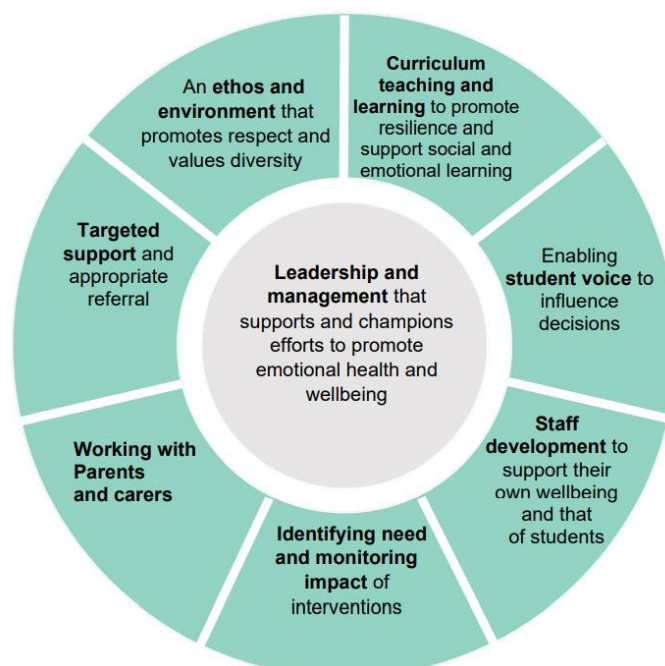 An ethos and
environment that
promotes respect and
values diversity
Curriculum
teaching and
learning to promote
resilience and
support social and
emotional learning
Enabling
student voice to
influence
decisions
Staff
development to
support their
own wellbeing
and that
of students
Identifying need
and monitoring
impact of
interventions
Working with
Parents
and carers
Targeted
support and
appropriate
referral
Leadership and
management that
supports and champions
efforts to promote
emotional health and
wellbeing